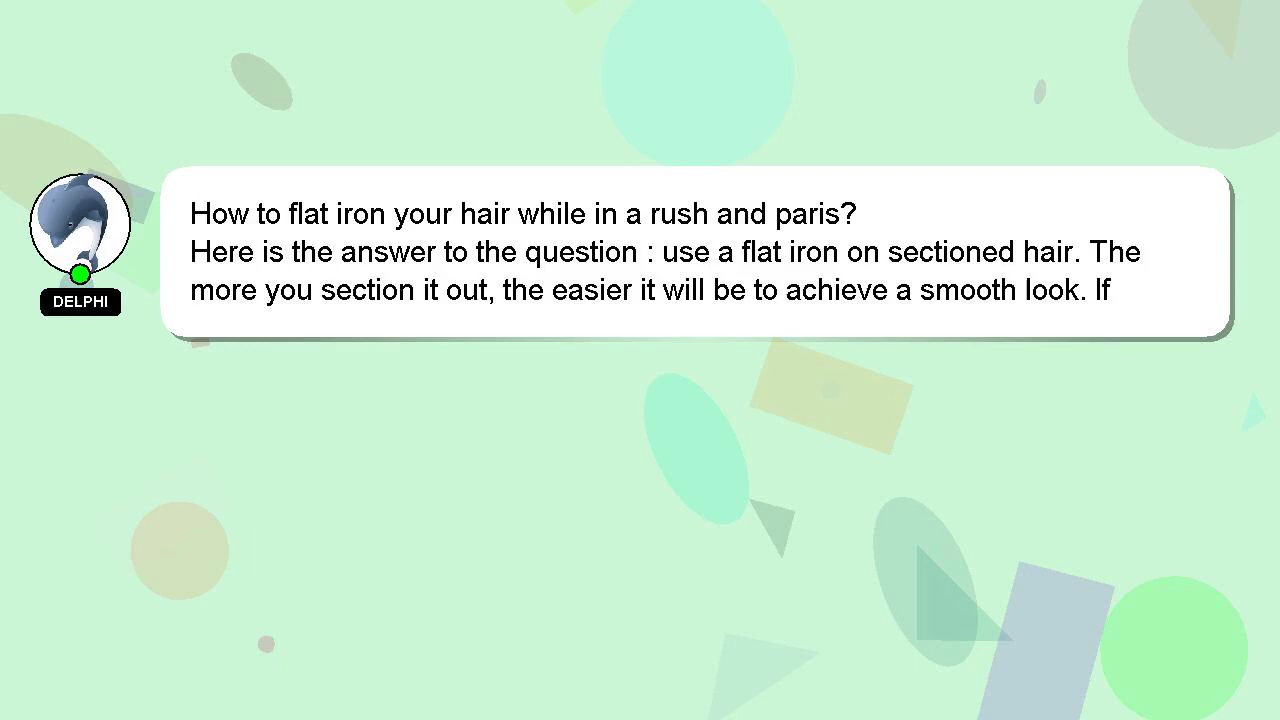 How to flat iron your hair while in a rush and paris?
Here is the answer to the question : use a flat iron on sectioned hair. The
more you section it out, the easier it will be to achieve a smooth look. If
DELPHI